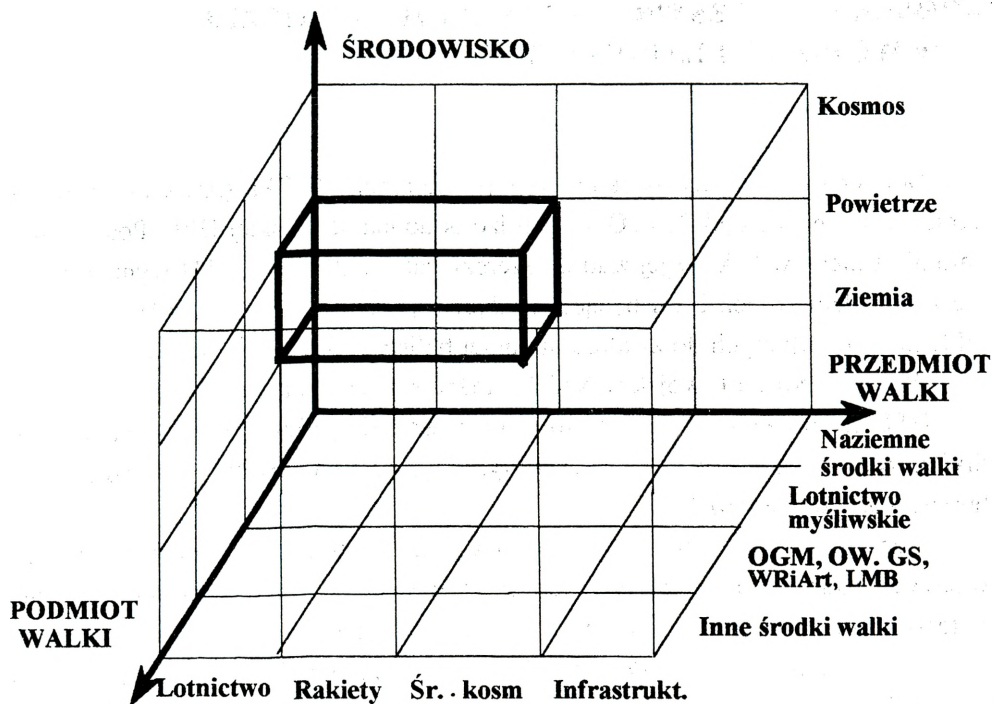 ŚRODOWISKO
Kosmos
Powietrze
Ziemia
PRZEDMIOT
WALKI
Naziemne
środki walki
Lotnictwo
myśliwskie
OGM, OW. GS,
WRiArt, LMB
Inne środki walki
PODMIOT
WALKI
Lotnictwo Rakiety Śr. . kosm Infrastrukt.